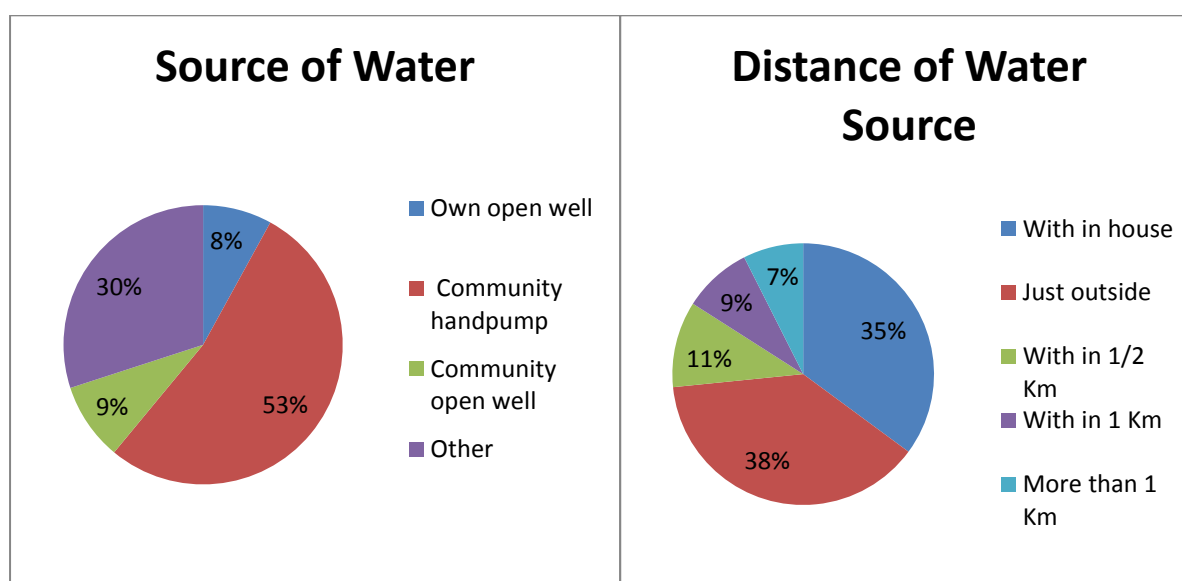 Source of Water
8%
30%
9%
53%
Own open well
Community
handpump
Community
open well
Other
Distance of Water
Source
7%
9%
35%
11%
38%
With in house
Just outside
With in 1/2
Km
With in 1 Km
More than 1
Km